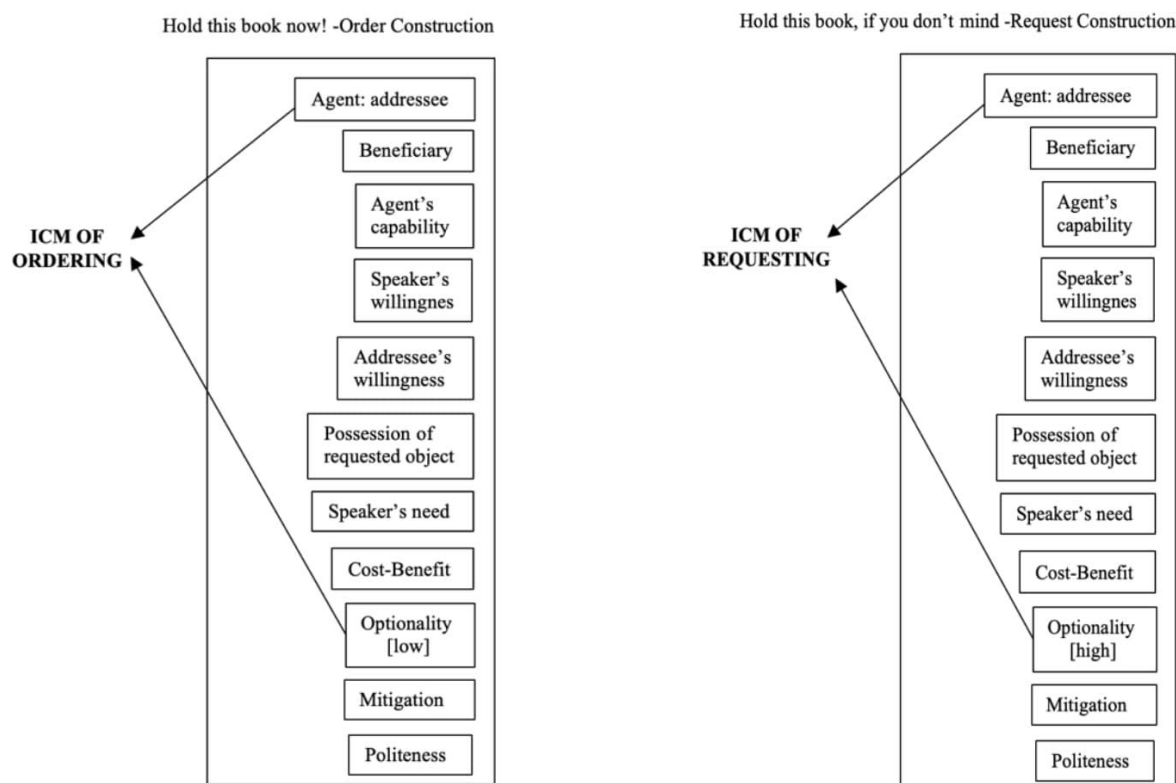 Hold this book now! -Order Construction
Agent: addressee
Beneficiary
Agent's
capability
Speaker's
willingnes
Addressee's
willingness
Possession of
requested object
Speaker's need
Cost-Benefit
Optionality
[low]
Mitigation
Politeness
ICM OF
ORDERING
Hold this book, if you don't mind -Request Construction
Agent: addressee
Beneficiary
Agent's
capability
Speaker's
willingnes
Addressee's
willingness
Possession of
requested object
Speaker's need
Cost-Benefit
Optionality
[high]
Mitigation
Politeness
ICM OF
REQUESTING